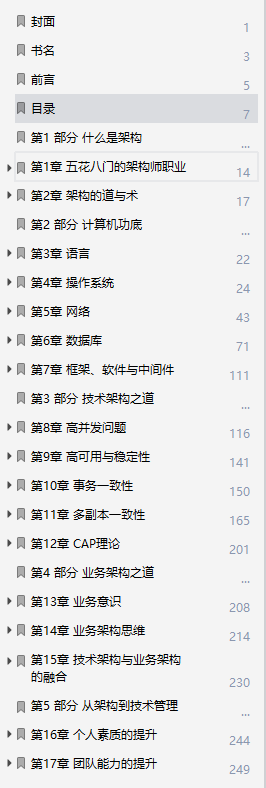 封面 1
书名 3
前言 5
目录 7
第1 部分 什么是架构 ...
第1章 五花八门的架构师职业 14
第2章 架构的道与术 17
第2 部分 计算机功底 ...
第3章 语言 22
第4章 操作系统 24
第5章 网络 43
第6章 数据库 71
第7章 框架、软件与中间件 111
第3 部分 技术架构之道 ...
第8章 高并发问题 116
第9章 高可用与稳定性 141
第10章 事务一致性 150
第11章 多副本一致性 165
第12章 CAP理论 201
第4 部分 业务架构之道 ...
第13章 业务意识 208
第14章 业务架构思维 214
第15章 技术架构与业务架构
的融合 230
第5 部分 从架构到技术管理 ...
第16章 个人素质的提升 244
第17章 团队能力的提升 249